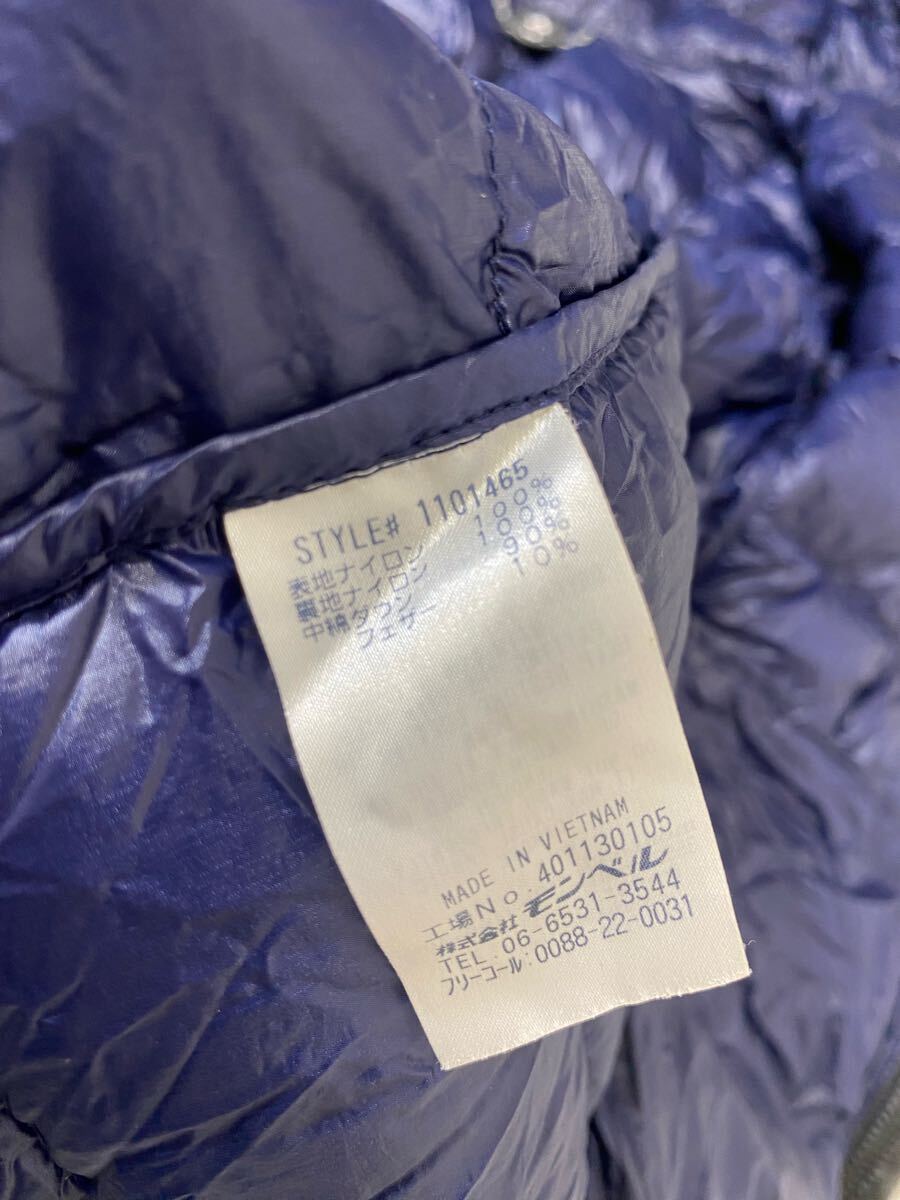 STYLE# 1101465
表地ナイロン 100%
裏地ナイロン 100%
中綿ダウン 90%
フェザー 10%
MADE IN VIETNAM
工場No. 401130105
株式会社モンベル
TEL: 06-6531-3544
フリーコール: 0088-22-0031